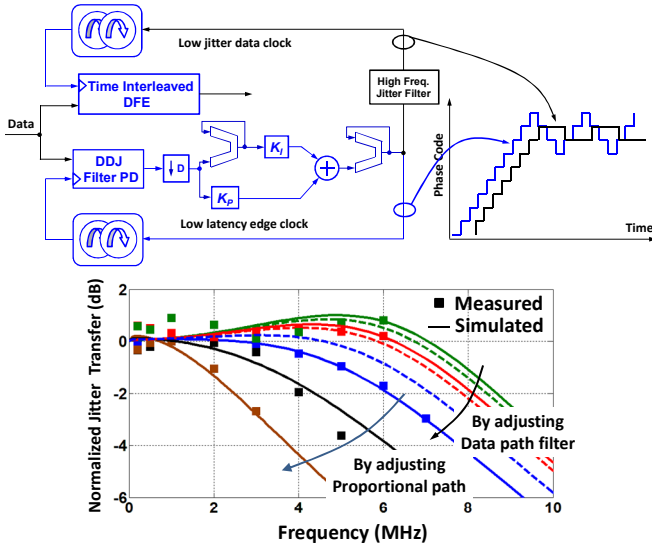 Low jitter data clock
Time Interleaved
DFE
High Freq.
Jitter Filter
Data
DDJ
Filter PD
↓ D
K_I
K_P
+
Low latency edge clock
Phase Code
Time
Normalized Jitter Transfer (dB)
2
0
-2
-4
-6
Measured
Simulated
By adjusting
Data path filter
By adjusting
Proportional path
0
2
4
6
8
10
Frequency (MHz)